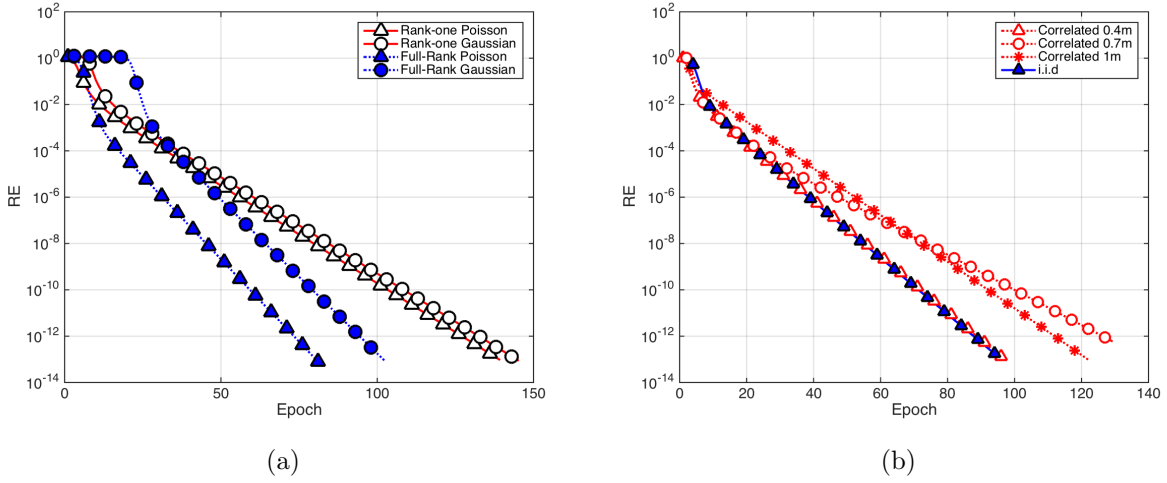 10^2
10^0
10^-2
10^-4
10^-6
10^-8
10^-10
10^-12
10^-14
RE
0
50
100
150
Epoch
Rank-one Poisson
Rank-one Gaussian
Full-Rank Poisson
Full-Rank Gaussian
(a)
10^2
10^0
10^-2
10^-4
10^-6
10^-8
10^-10
10^-12
10^-14
RE
0
20
40
60
80
100
120
140
Epoch
Correlated 0.4m
Correlated 0.7m
Correlated 1m
i.i.d
(b)